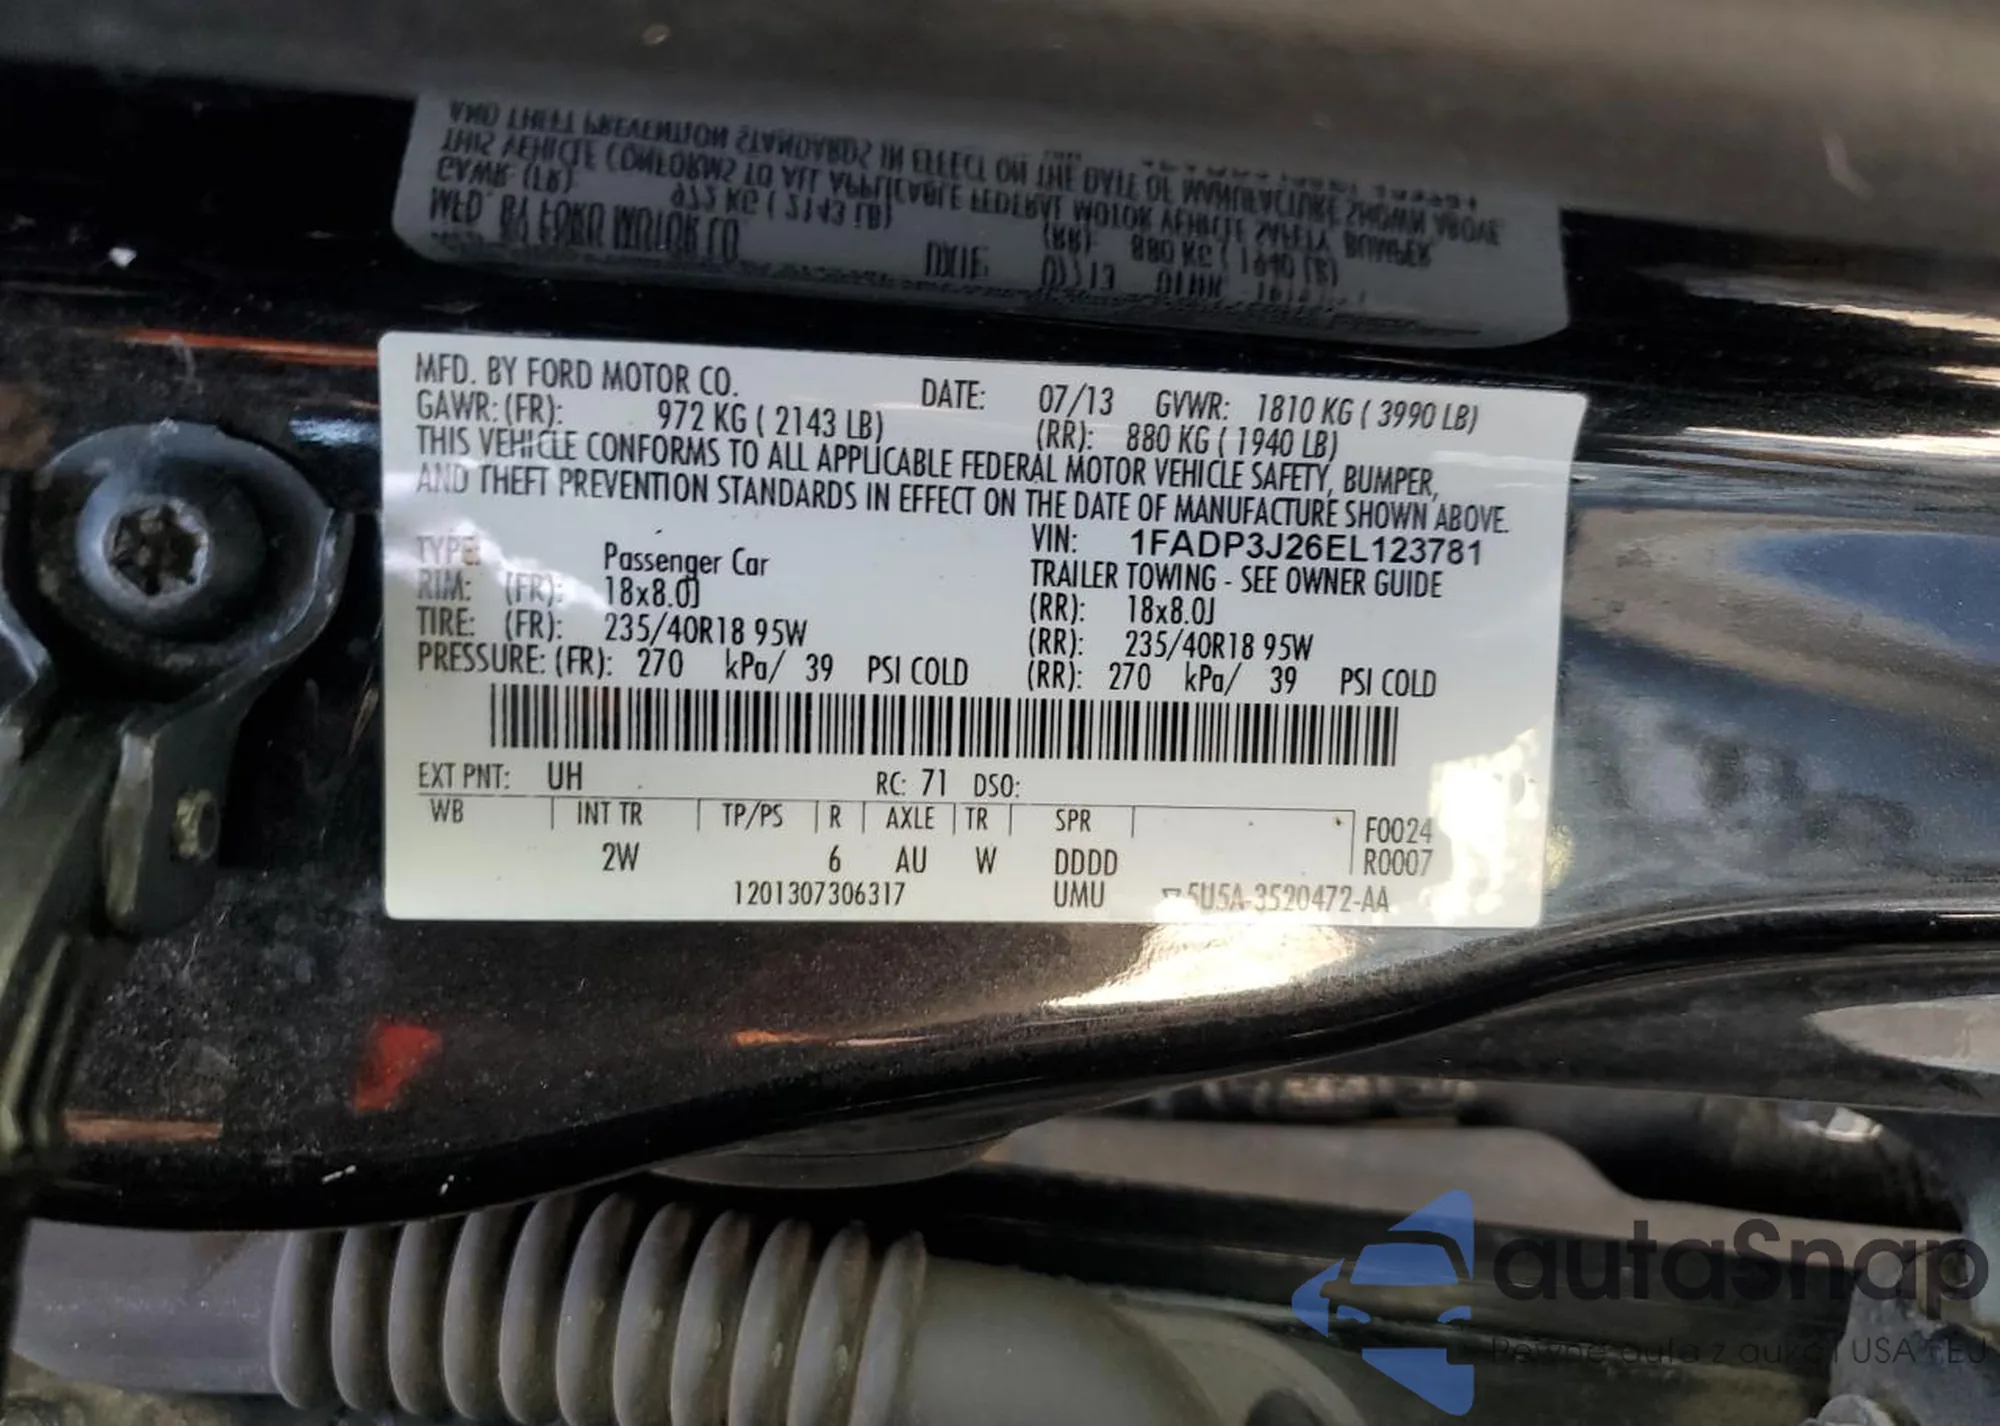 MFD. BY FORD MOTOR CO. DATE: 07/13 GVWR: 1810 KG ( 3990 LB)
GAWR: (FR): 972 KG ( 2143 LB) (RR): 880 KG ( 1940 LB)
THIS VEHICLE CONFORMS TO ALL APPLICABLE FEDERAL MOTOR VEHICLE SAFETY, BUMPER,
AND THEFT PREVENTION STANDARDS IN EFFECT ON THE DATE OF MANUFACTURE SHOWN ABOVE.
VIN: 1FADP3J26EL123781
TYPE: Passenger Car TRAILER TOWING - SEE OWNER GUIDE
RIM: (FR): 18x8.0J (RR): 18x8.0J
TIRE: (FR): 235/40R18 95W (RR): 235/40R18 95W
PRESSURE: (FR): 270 kPa/ 39 PSI COLD (RR): 270 kPa/ 39 PSI COLD
EXT PNT: UH RC: 71 DSO:
WB INT TR TP/PS R AXLE TR SPR F0024
2W 6 AU W DDDD R0007
1201307306317 UMU 5U5A-3520472-AA
autaSnap
Pewne auta z aukcji USA i EU